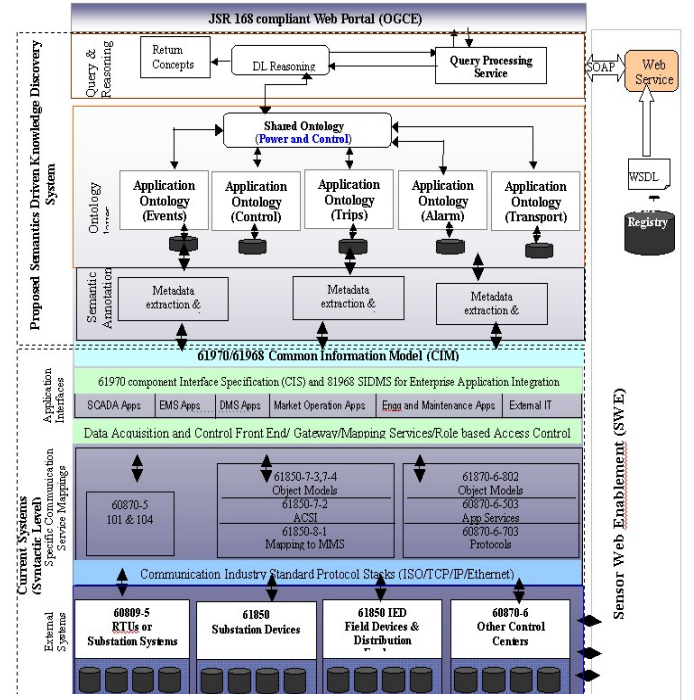 JSR 168 compliant Web Portal (OGCE)
Proposed Semantics Driven Knowledge Discovery
System
Query &
Reasoning
Return
Concepts
DL Reasoning
Query Processing
Service
SOAP
Web
Service
WSDL
Registry
Ontology
Shared Ontology
(Power and Control)
Application
Ontology
(Events)
Application
Ontology
(Control)
Application
Ontology
(Trips)
Application
Ontology
(Alarm)
Application
Ontology
(Transport)
Semantic
Annotation
Metadata
extraction &
Metadata
extraction &
Metadata
extraction &
61970/61968 Common Information Model (CIM)
Current Systems
(Syntactic Level)
Application
Interfaces
61970 component Interface Specification (CIS) and 81968 SIDMS for Enterprise Application Integration
SCADA Apps
EMS Apps
DMS Apps
Market Operation Apps
Engg and Maintenance Apps
External IT
Data Acquisition and Control Front End/ Gateway/Mapping Services/Role based Access Control
Specific Communication
Service Mappings
60870-5
101 & 104
61850-7-3,7-4
Object Models
61850-7-2
ACSI
61850-8-1
Mapping to MMS
61870-6-802
Object Models
60870-6-503
App Services
60870-6-703
Protocols
Communication Industry Standard Protocol Stacks (ISO/TCP/IP/Ethernet)
External
Systems
60809-5
RTUs or
Substation Systems
61850
Substation Devices
61850 IED
Field Devices &
Distribution
60870-6
Other Control
Centers
Sensor Web Enablement (SWE)